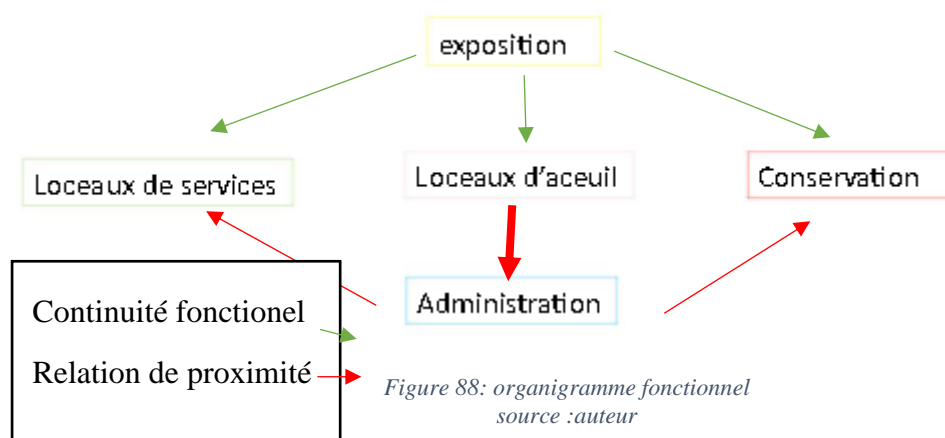 exposition
Loceaux de services
Loceaux d'aceuil
Conservation
Administration
Continuité fonctionel
Relation de proximité
Figure 88: organigramme fonctionnel
source :auteur